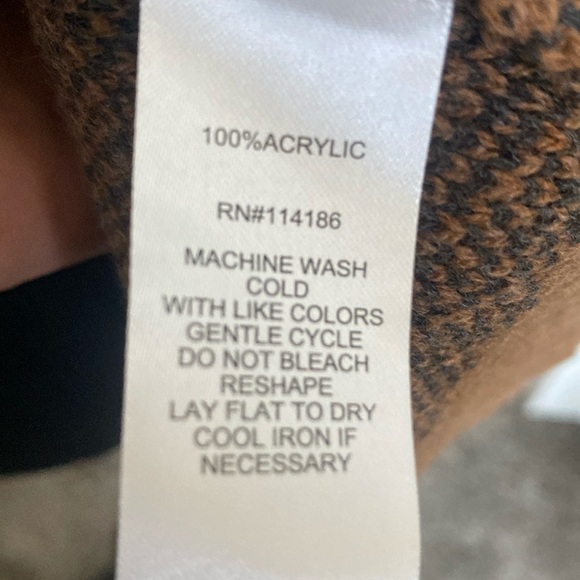 100%ACRYLIC
RN#114186
MACHINE WASH
COLD
WITH LIKE COLORS
GENTLE CYCLE
DO NOT BLEACH
RESHAPE
LAY FLAT TO DRY
COOL IRON IF
NECESSARY